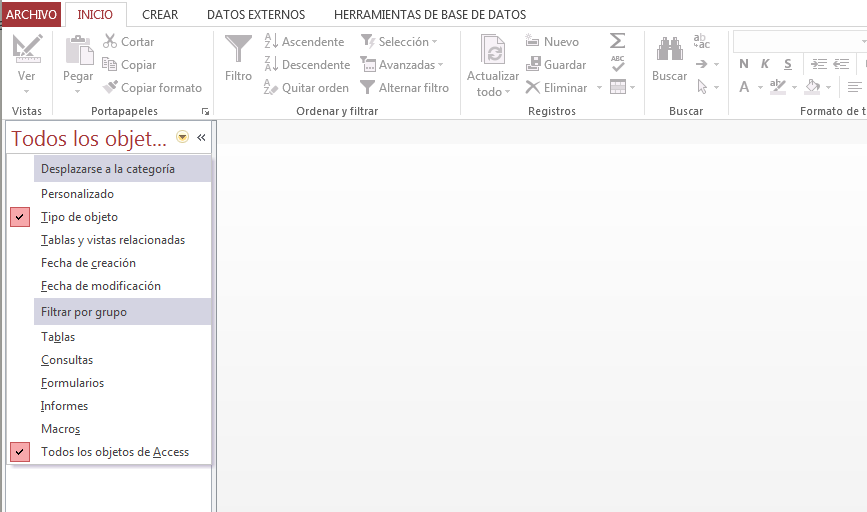 ARCHIVO INICIO CREAR DATOS EXTERNOS HERRAMIENTAS DE BASE DE DATOS
Ver
Vistas
Pegar
Cortar
Copiar
Copiar formato
Portapapeles
Filtro
Ascendente
Descendente
Quitar orden
Selección
Avanzadas
Alternar filtro
Ordenar y filtrar
Actualizar
todo
Nuevo
Guardar
Eliminar
Registros
Buscar
Buscar
N K S
A
Formato de t
Todos los objet...
Desplazarse a la categoría
Personalizado
Tipo de objeto
Tablas y vistas relacionadas
Fecha de creación
Fecha de modificación
Filtrar por grupo
Tablas
Consultas
Formularios
Informes
Macros
Todos los objetos de Access